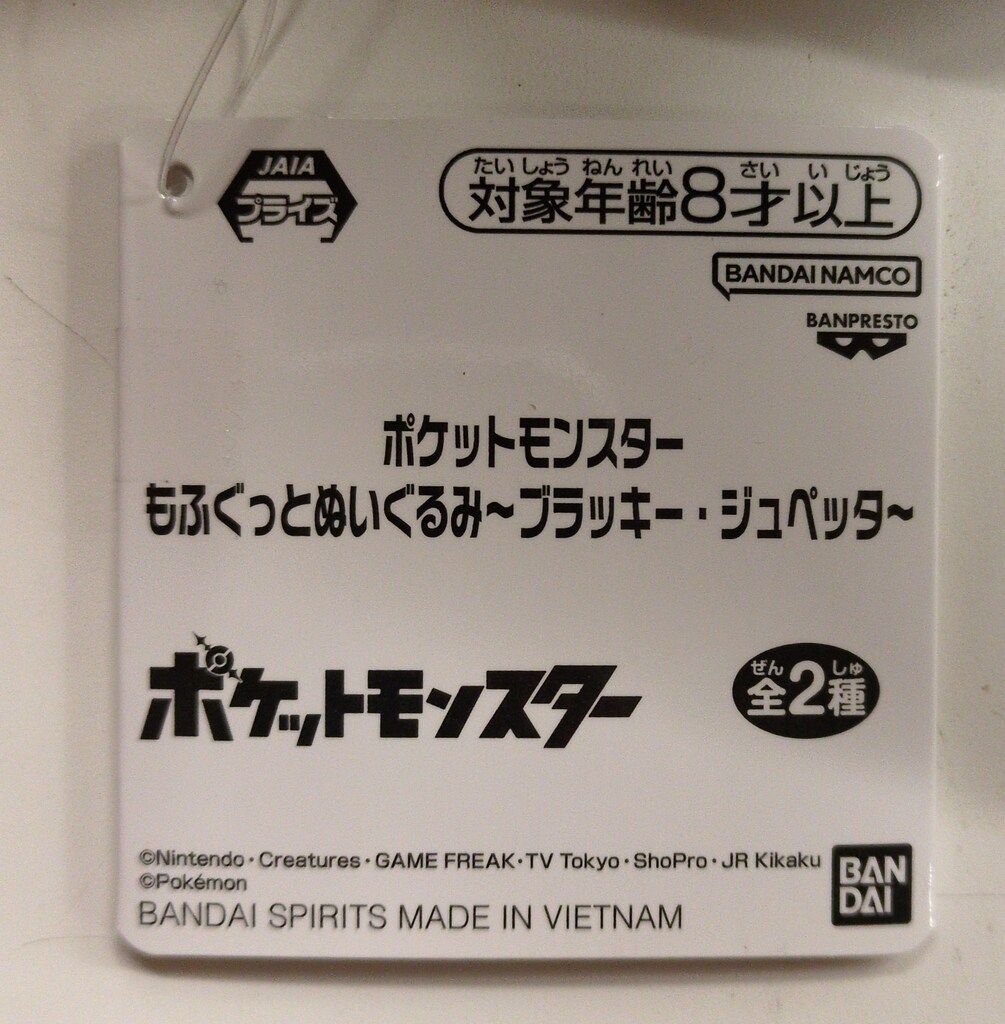 JAIA
プライズ
たいしょうねんれい さいいじょう
対象年齢8才以上
BANDAI NAMCO
BANPRESTO
ポケットモンスター
もふぐっとぬいぐるみ～ブラッキー・ジュペッタ～
ポケットモンスター
ぜん しゅ
全2種
©Nintendo・Creatures・GAME FREAK・TV Tokyo・ShoPro・JR Kikaku
©Pokémon
BANDAI SPIRITS MADE IN VIETNAM
BAN
DAI